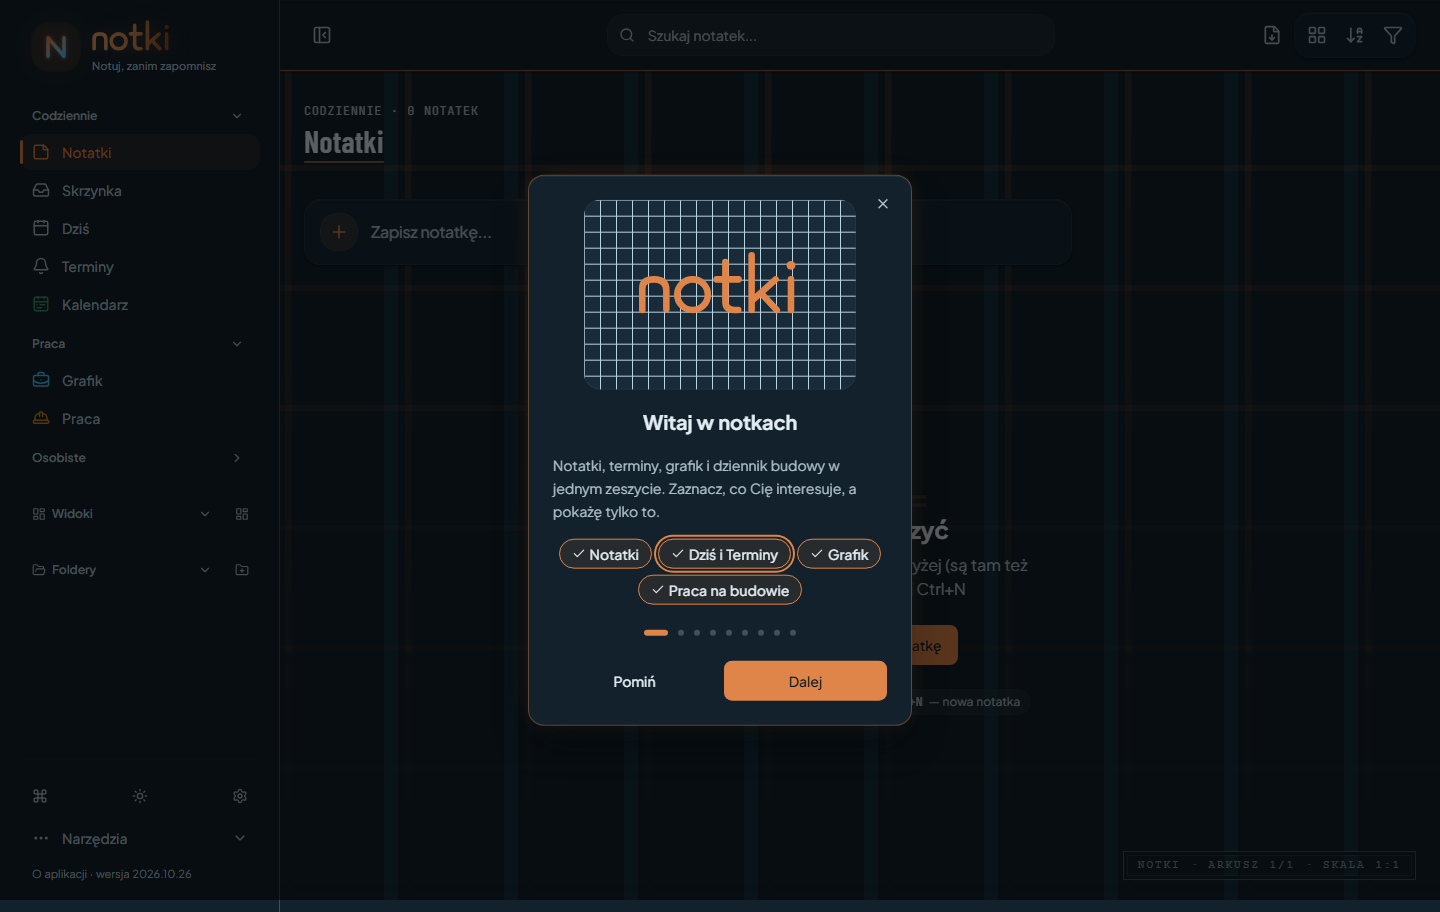 N notki
Notuj, zanim zapomnisz
Codziennie
Notatki
Skrzynka
Dziś
Terminy
Kalendarz
Praca
Grafik
Praca
Osobiste
Widoki
Foldery
Narzędzia
O aplikacji · wersja 2026.10.26
Szukaj notatek...
CODZIENNIE · 0 NOTATEK
Notatki
Zapisz notatkę...
notki
Witaj w notkach
Notatki, terminy, grafik i dziennik budowy w
jednym zeszycie. Zaznacz, co Cię interesuje, a
pokażę tylko to.
Notatki
Dziś i Terminy
Grafik
Praca na budowie
Pomiń
Dalej
(są tam też
Ctrl+N
— nowa notatka
NOTKI · ARKUSZ 1/1 · SKALA 1:1